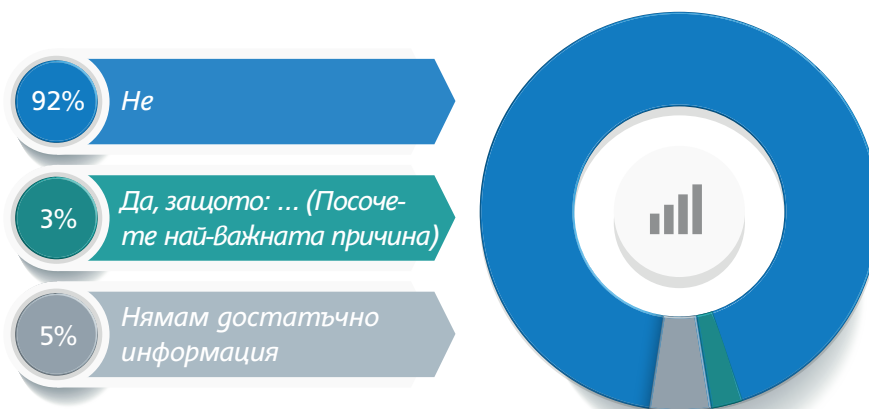 92% Не
3% Да, защото: ... (Посоче-
те най-важната причина)
5% Нямам достатъчно
информация